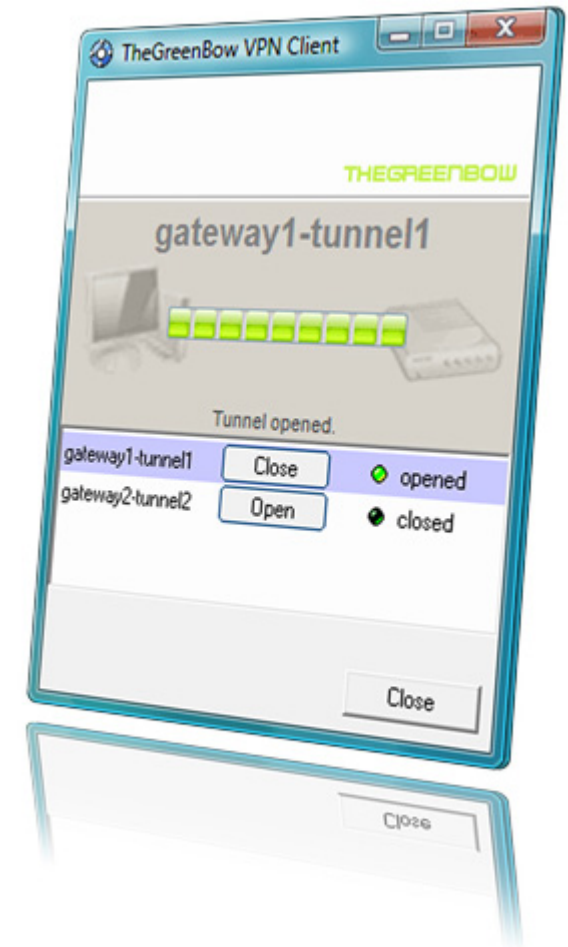 TheGreenBow VPN Client
THEGREENBOW
gateway1-tunnel1
Tunnel opened.
gateway1-tunnel1 Close opened
gateway2-tunnel2 Open closed
Close
Close